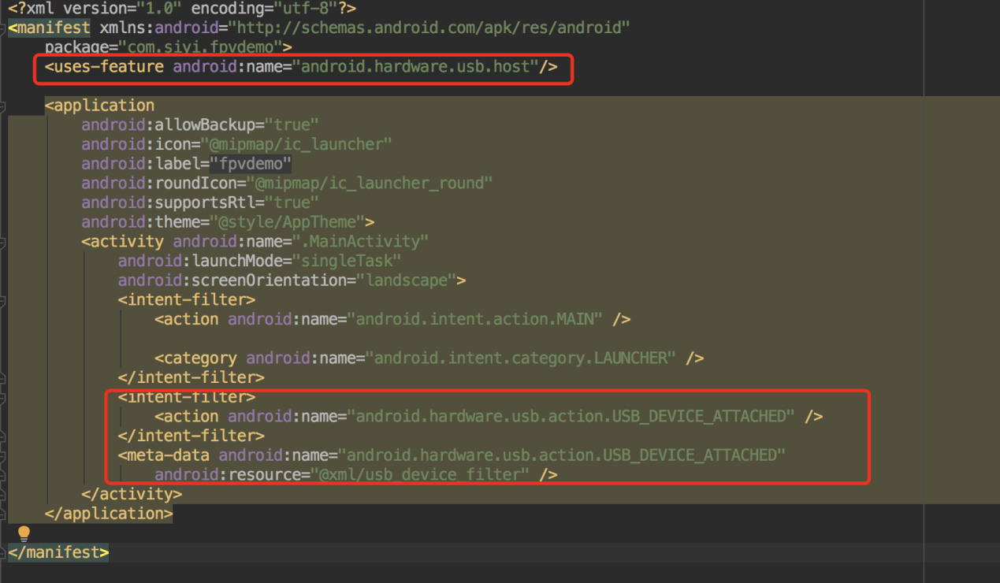 <?xml version="1.0" encoding="utf-8"?>
<manifest xmlns:android="http://schemas.android.com/apk/res/android"
package="com.siyi.fpvdemo">
<uses-feature android:name="android.hardware.usb.host"/>
<application
android:allowBackup="true"
android:icon="@mipmap/ic_launcher"
android:label="fpvdemo"
android:roundIcon="@mipmap/ic_launcher_round"
android:supportsRtl="true"
android:theme="@style/AppTheme">
<activity android:name=".MainActivity"
android:launchMode="singleTask"
android:screenOrientation="landscape">
<intent-filter>
<action android:name="android.intent.action.MAIN" />
<category android:name="android.intent.category.LAUNCHER" />
</intent-filter>
<intent-filter>
<action android:name="android.hardware.usb.action.USB_DEVICE_ATTACHED" />
</intent-filter>
<meta-data android:name="android.hardware.usb.action.USB_DEVICE_ATTACHED"
android:resource="@xml/usb_device_filter" />
</activity>
</application>
</manifest>